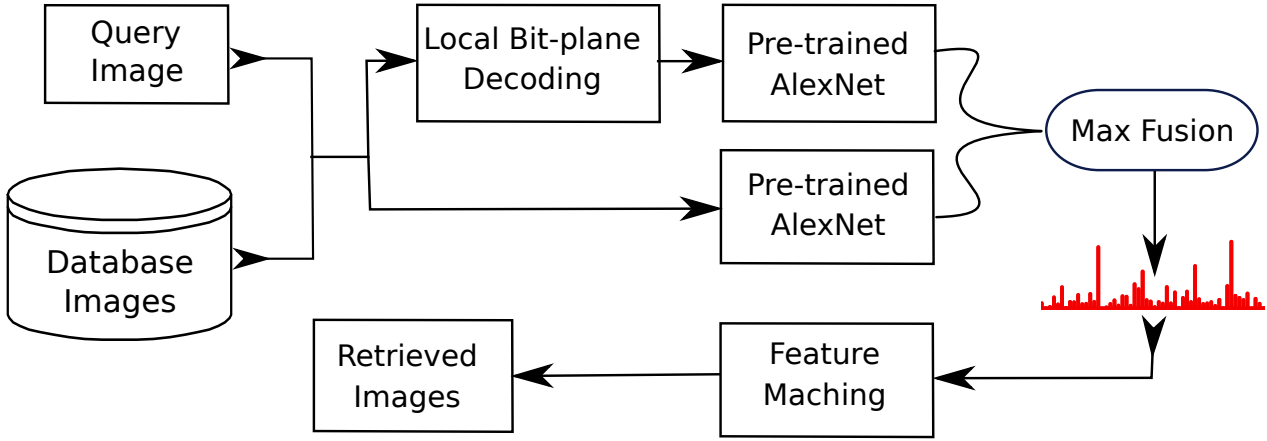 Query
Image
Local Bit-plane
Decoding
Pre-trained
AlexNet
Max Fusion
Pre-trained
AlexNet
Database
Images
Retrieved
Images
Feature
Maching